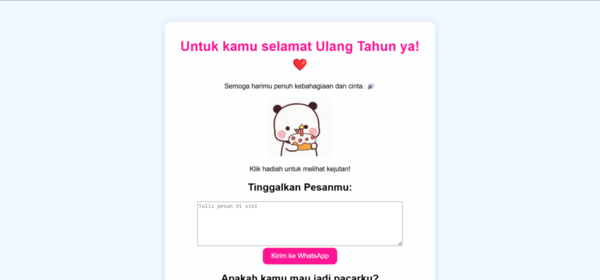 Untuk kamu selamat Ulang Tahun ya!
❤️
Semoga harimu penuh kebahagiaan dan cinta. 🎉
Klik hadiah untuk melihat kejutan!
Tinggalkan Pesanmu:
Tulis pesan di sini
Kirim ke WhatsApp
Apakah kamu mau jadi pacarku?